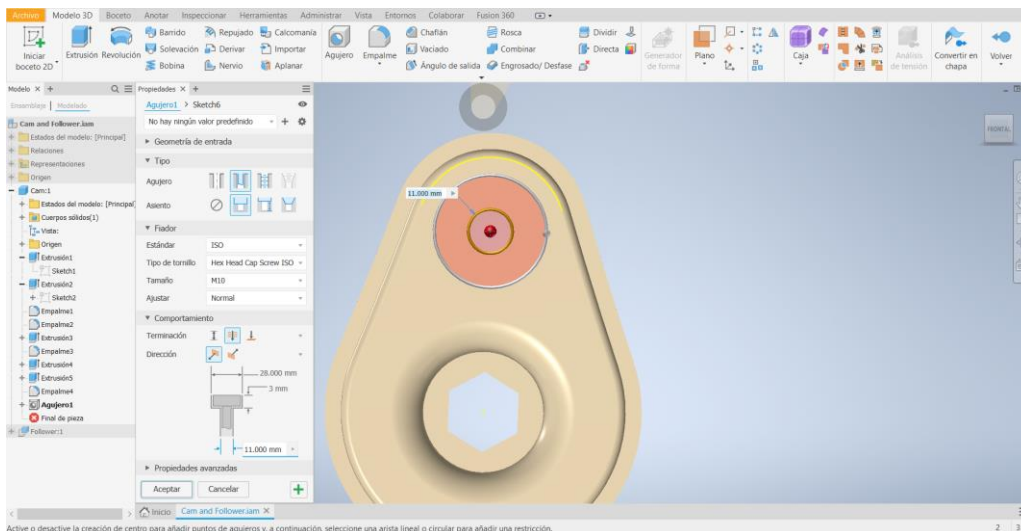 Archivo Modelo 3D Boceto Anotar Inspeccionar Herramientas Administrar Vista Entornos Colaborar Fusion 360
Iniciar boceto 2D
Extrusión
Revolución
Barrido
Solevación
Bobina
Repujado
Derivar
Nervio
Calcomanía
Importar
Aplanar
Agujero
Empalme
Chaflán
Vaciado
Ángulo de salida
Rosca
Combinar
Engrosado/ Desfase
Dividir
Directa
Generador de forma
Plano
Caja
Análisis de tensión
Convertir en chapa
Volver
Modelo × +
Ensamblaje | Modelado
Cam and Follower.iam
Estados del modelo: [Principal]
Relaciones
Representaciones
Origen
Cam:1
Estados del modelo: [Principal
Cuerpos sólidos(1)
Vista:
Origen
Extrusión1
Sketch1
Extrusión2
Sketch2
Empalme1
Empalme2
Extrusión3
Empalme3
Extrusión4
Extrusión5
Empalme4
Agujero1
Final de pieza
Follower:1
Propiedades × +
Agujero1 > Sketch6
No hay ningún valor predefinido
Geometría de entrada
Tipo
Agujero
Asiento
Fiador
Estándar ISO
Tipo de tornillo Hex Head Cap Screw ISO
Tamaño M10
Ajustar Normal
Comportamiento
Terminación
Dirección
28.000 mm
3 mm
11.000 mm
Propiedades avanzadas
Aceptar Cancelar
11.000 mm
FRONTAL
Inicio Cam and Follower.iam ×
Active o desactive la creación de centro para añadir puntos de agujeros y, a continuación, seleccione una arista lineal o circular para añadir una restricción.
2